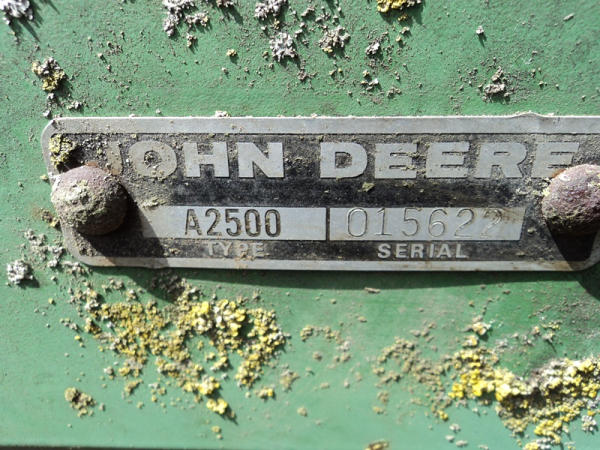 JOHN DEERE
A2500 015622
TYPE SERIAL